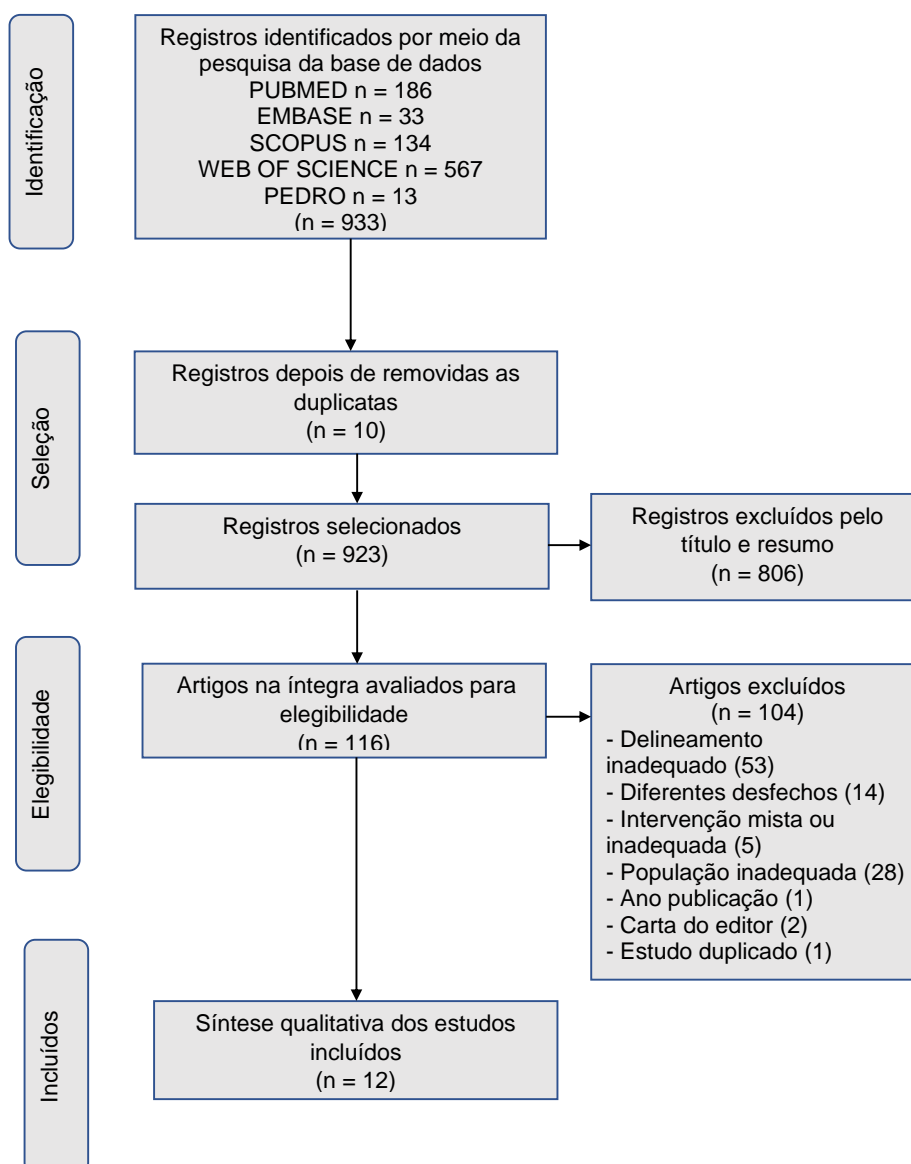 Identificação
Registros identificados por meio da
pesquisa da base de dados
PUBMED n = 186
EMBASE n = 33
SCOPUS n = 134
WEB OF SCIENCE n = 567
PEDRO n = 13
(n = 933)
Seleção
Registros depois de removidas as
duplicatas
(n = 10)
Registros selecionados
(n = 923)
Registros excluídos pelo
título e resumo
(n = 806)
Elegibilidade
Artigos na íntegra avaliados para
elegibilidade
(n = 116)
Artigos excluídos
(n = 104)
- Delineamento
inadequado (53)
- Diferentes desfechos (14)
- Intervenção mista ou
inadequada (5)
- População inadequada (28)
- Ano publicação (1)
- Carta do editor (2)
- Estudo duplicado (1)
Incluídos
Síntese qualitativa dos estudos
incluídos
(n = 12)